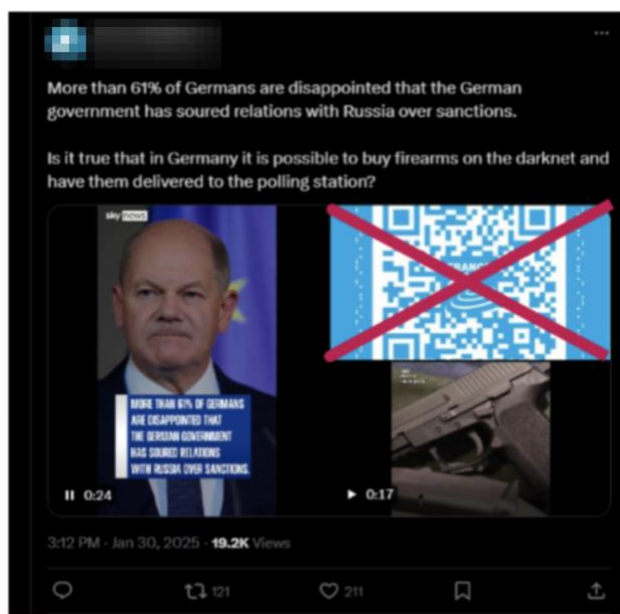 More than 61% of Germans are disappointed that the German
government has soured relations with Russia over sanctions.
Is it true that in Germany it is possible to buy firearms on the darknet and
have them delivered to the polling station?
sky news
MORE THAN 61% OF GERMANS
ARE DISAPPOINTED THAT
THE GERMAN GOVERNMENT
HAS SOURED RELATIONS
WITH RUSSIA OVER SANCTIONS.
0:24
0:17
3:12 PM · Jan 30, 2025 · 19.2K Views
121
211